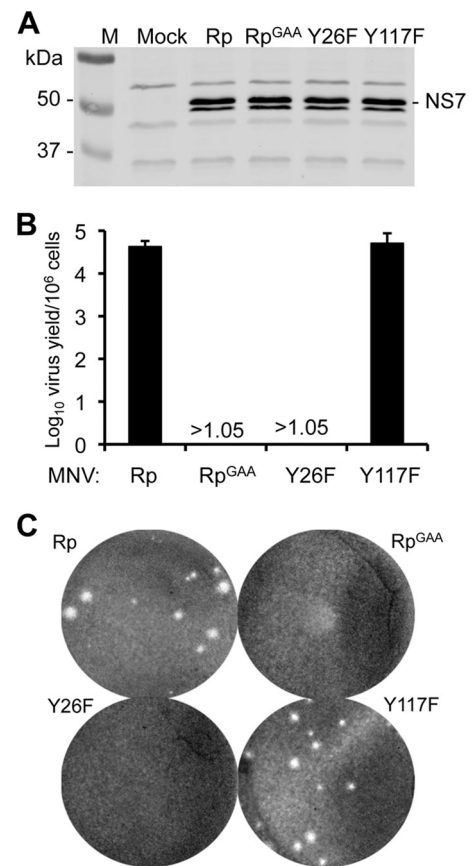 A
M Mock Rp Rp^GAA Y26F Y117F
kDa
50 -
- NS7
37 -
B
Log10 virus yield/10^6 cells
5
4
3
2
1
0
>1.05 >1.05
MNV: Rp Rp^GAA Y26F Y117F
C
Rp Rp^GAA
Y26F Y117F